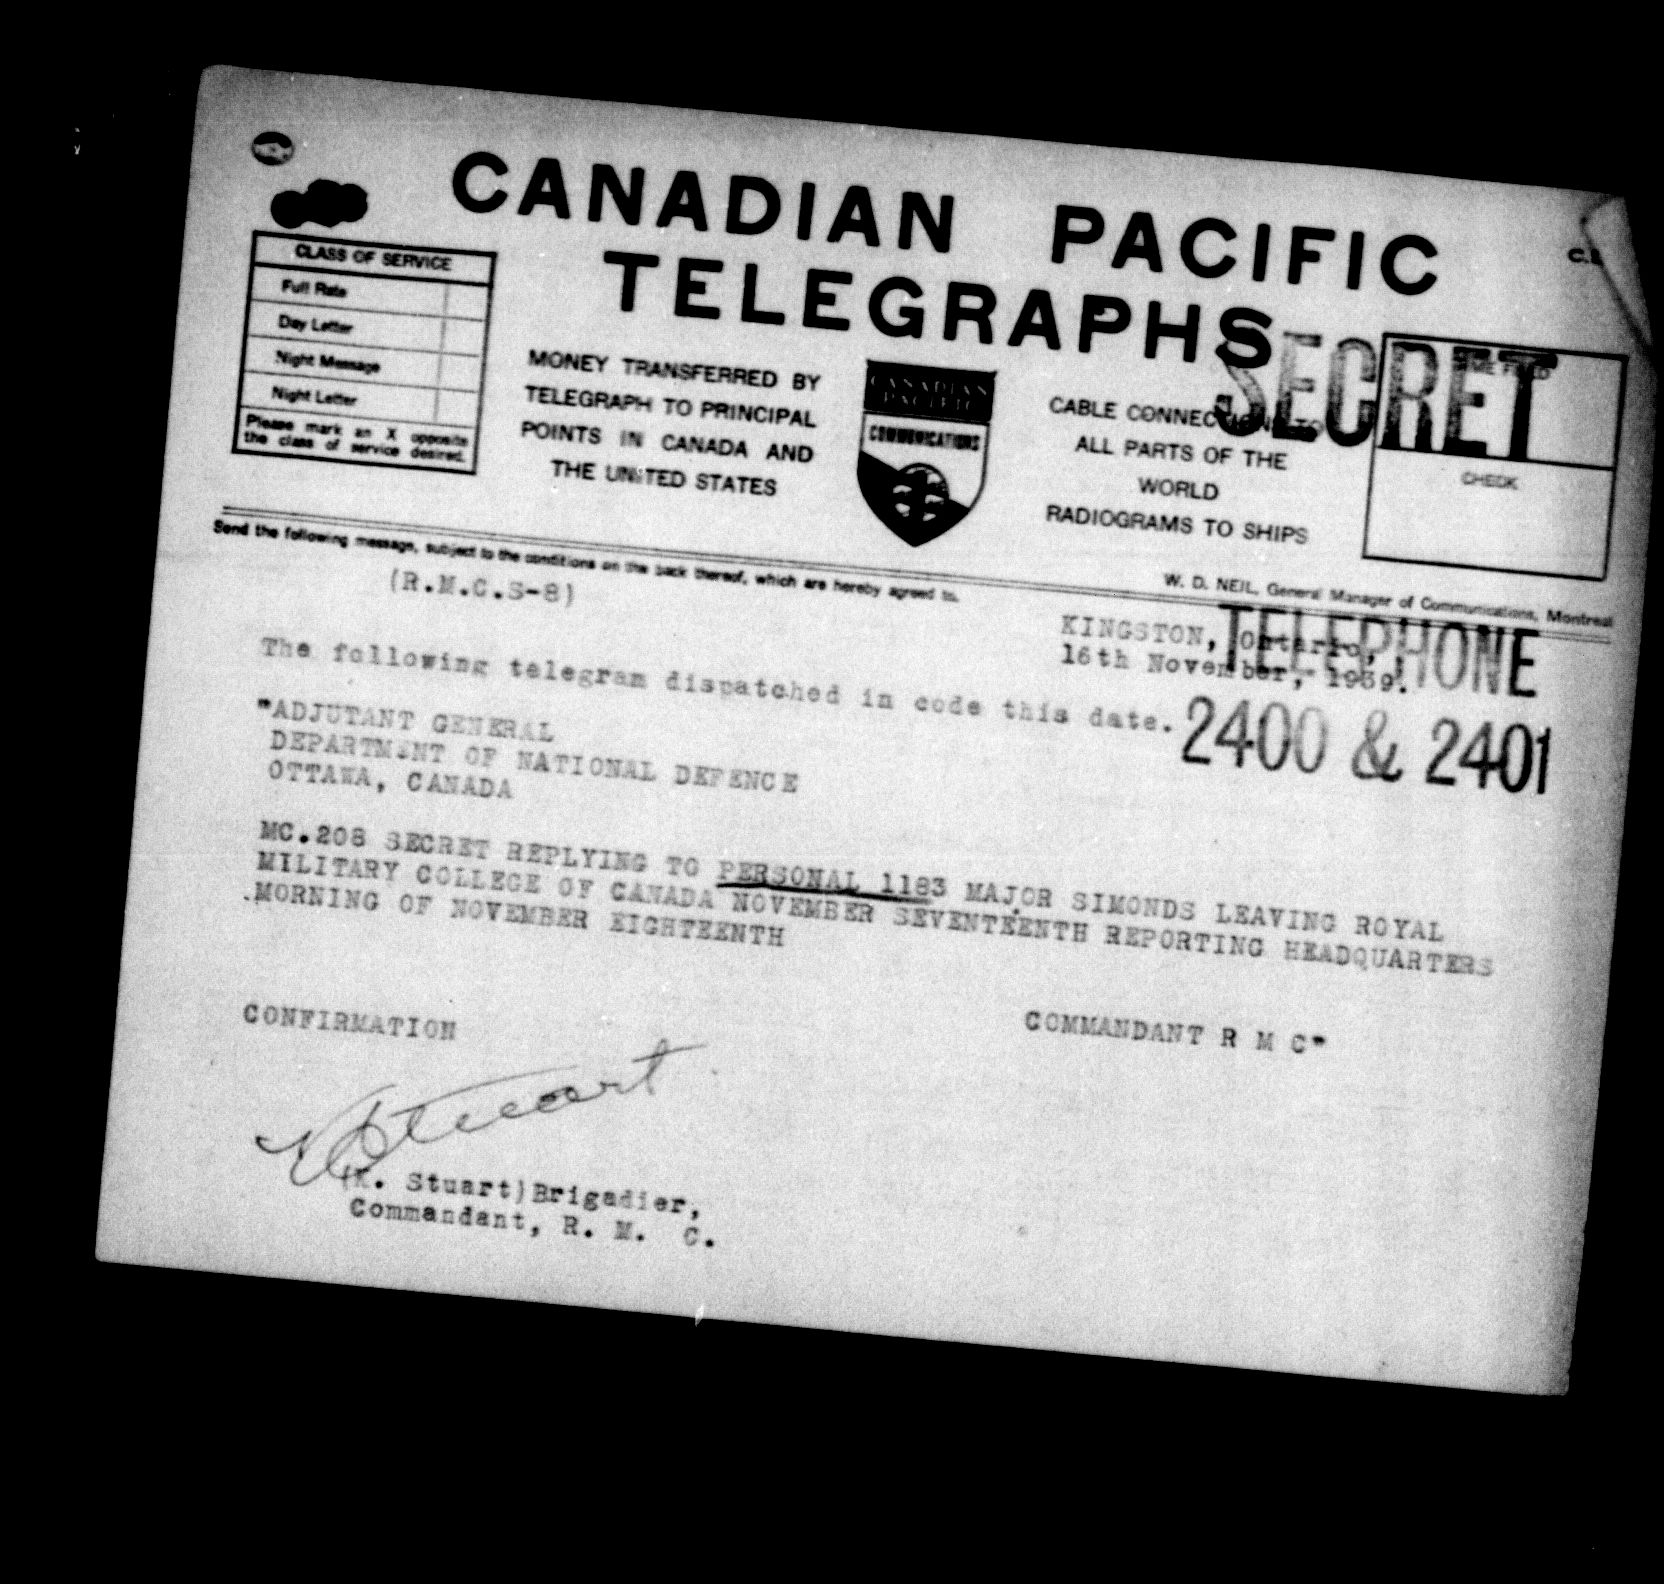 CANADIAN PACIFIC
TELEGRAPHS
SECRET
CLASS OF SERVICE
Full Rate
Day Letter
Night Message
Night Letter
Please mark an X opposite
the class of service desired.
MONEY TRANSFERRED BY
TELEGRAPH TO PRINCIPAL
POINTS IN CANADA AND
THE UNITED STATES
CANADIAN
PACIFIC
COMMUNICATIONS
CABLE CONNECTIONS TO
ALL PARTS OF THE
WORLD
RADIOGRAMS TO SHIPS
TIME FILED
CHECK
Send the following message, subject to the conditions on the back thereof, which are hereby agreed to.
W. D. NEIL, General Manager of Communications, Montreal
(R.M.C.S-8)
TELEPHONE
2400 & 2401
KINGSTON, Ontario,
16th November, 1939.
The following telegram dispatched in code this date.
"ADJUTANT GENERAL
DEPARTMENT OF NATIONAL DEFENCE
OTTAWA, CANADA
MC.208 SECRET REPLYING TO PERSONAL 1183 MAJOR SIMONDS LEAVING ROYAL
MILITARY COLLEGE OF CANADA NOVEMBER SEVENTEENTH REPORTING HEADQUARTERS
.MORNING OF NOVEMBER EIGHTEENTH
CONFIRMATION
COMMANDANT R M C"
K Stuart
(K. Stuart)Brigadier,
Commandant, R. M. C.